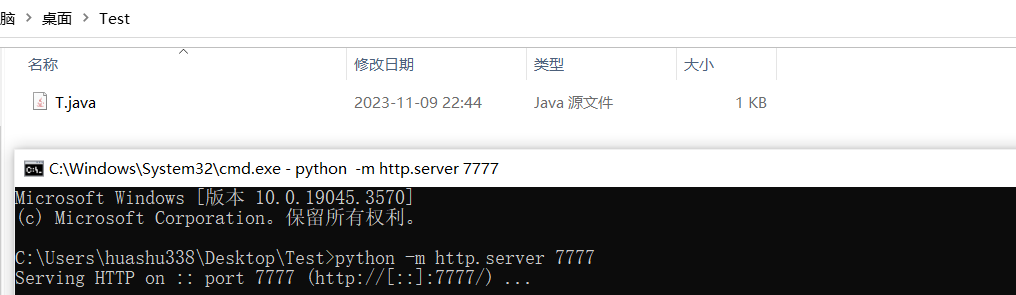 脑 > 桌面 > Test
名称 修改日期 类型 大小
T.java 2023-11-09 22:44 Java 源文件 1 KB
C:\Windows\System32\cmd.exe - python  -m http.server 7777
Microsoft Windows [版本 10.0.19045.3570]
(c) Microsoft Corporation。保留所有权利。
C:\Users\huashu338\Desktop\Test>python -m http.server 7777
Serving HTTP on :: port 7777 (http://[::]:7777/) ...